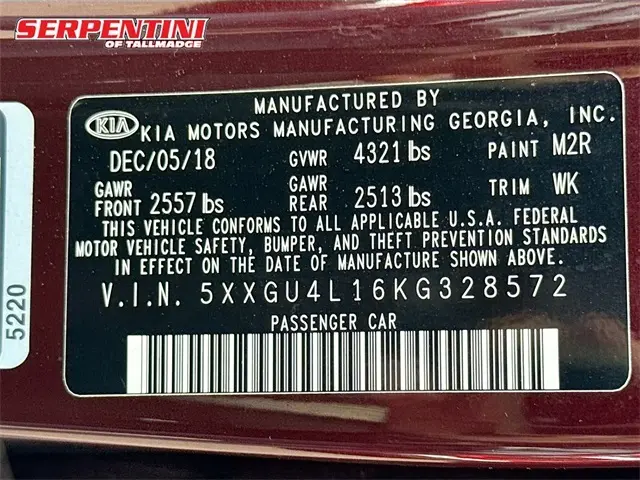 SERPENTINI
OF TALLMADGE
MANUFACTURED BY
KIA KIA MOTORS MANUFACTURING GEORGIA, INC.
DEC/05/18 GVWR 4321 lbs PAINT M2R
GAWR FRONT 2557 lbs GAWR REAR 2513 lbs TRIM WK
THIS VEHICLE CONFORMS TO ALL APPLICABLE U.S.A. FEDERAL
MOTOR VEHICLE SAFETY, BUMPER, AND THEFT PREVENTION STANDARDS
IN EFFECT ON THE DATE OF MANUFACTURE SHOWN ABOVE.
V.I.N. 5XXGU4L16KG328572
PASSENGER CAR
5220